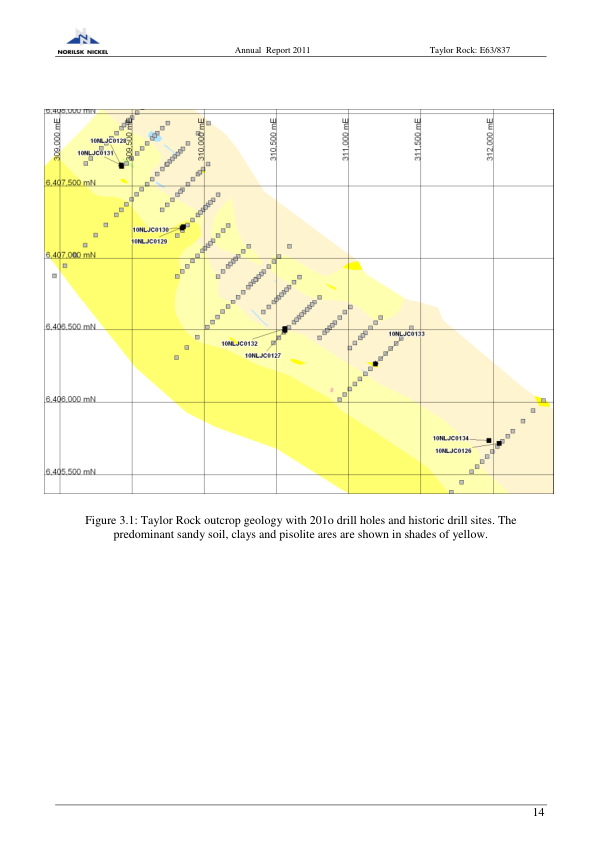 NORILSK NICKEL
Annual Report 2011
Taylor Rock: E63/837
6,408,000 mN
309,000 mE
309,500 mE
310,000 mE
310,500 mE
311,000 mE
311,500 mE
312,000 mE
10NLJC0128
10NLJC0131
6,407,500 mN
10NLJC0130
10NLJC0129
6,407,000 mN
6,406,500 mN
10NLJC0133
10NLJC0132
10NLJC0127
6,406,000 mN
10NLJC0134
10NLJC0126
6,405,500 mN
Figure 3.1: Taylor Rock outcrop geology with 201o drill holes and historic drill sites. The
predominant sandy soil, clays and pisolite ares are shown in shades of yellow.
14